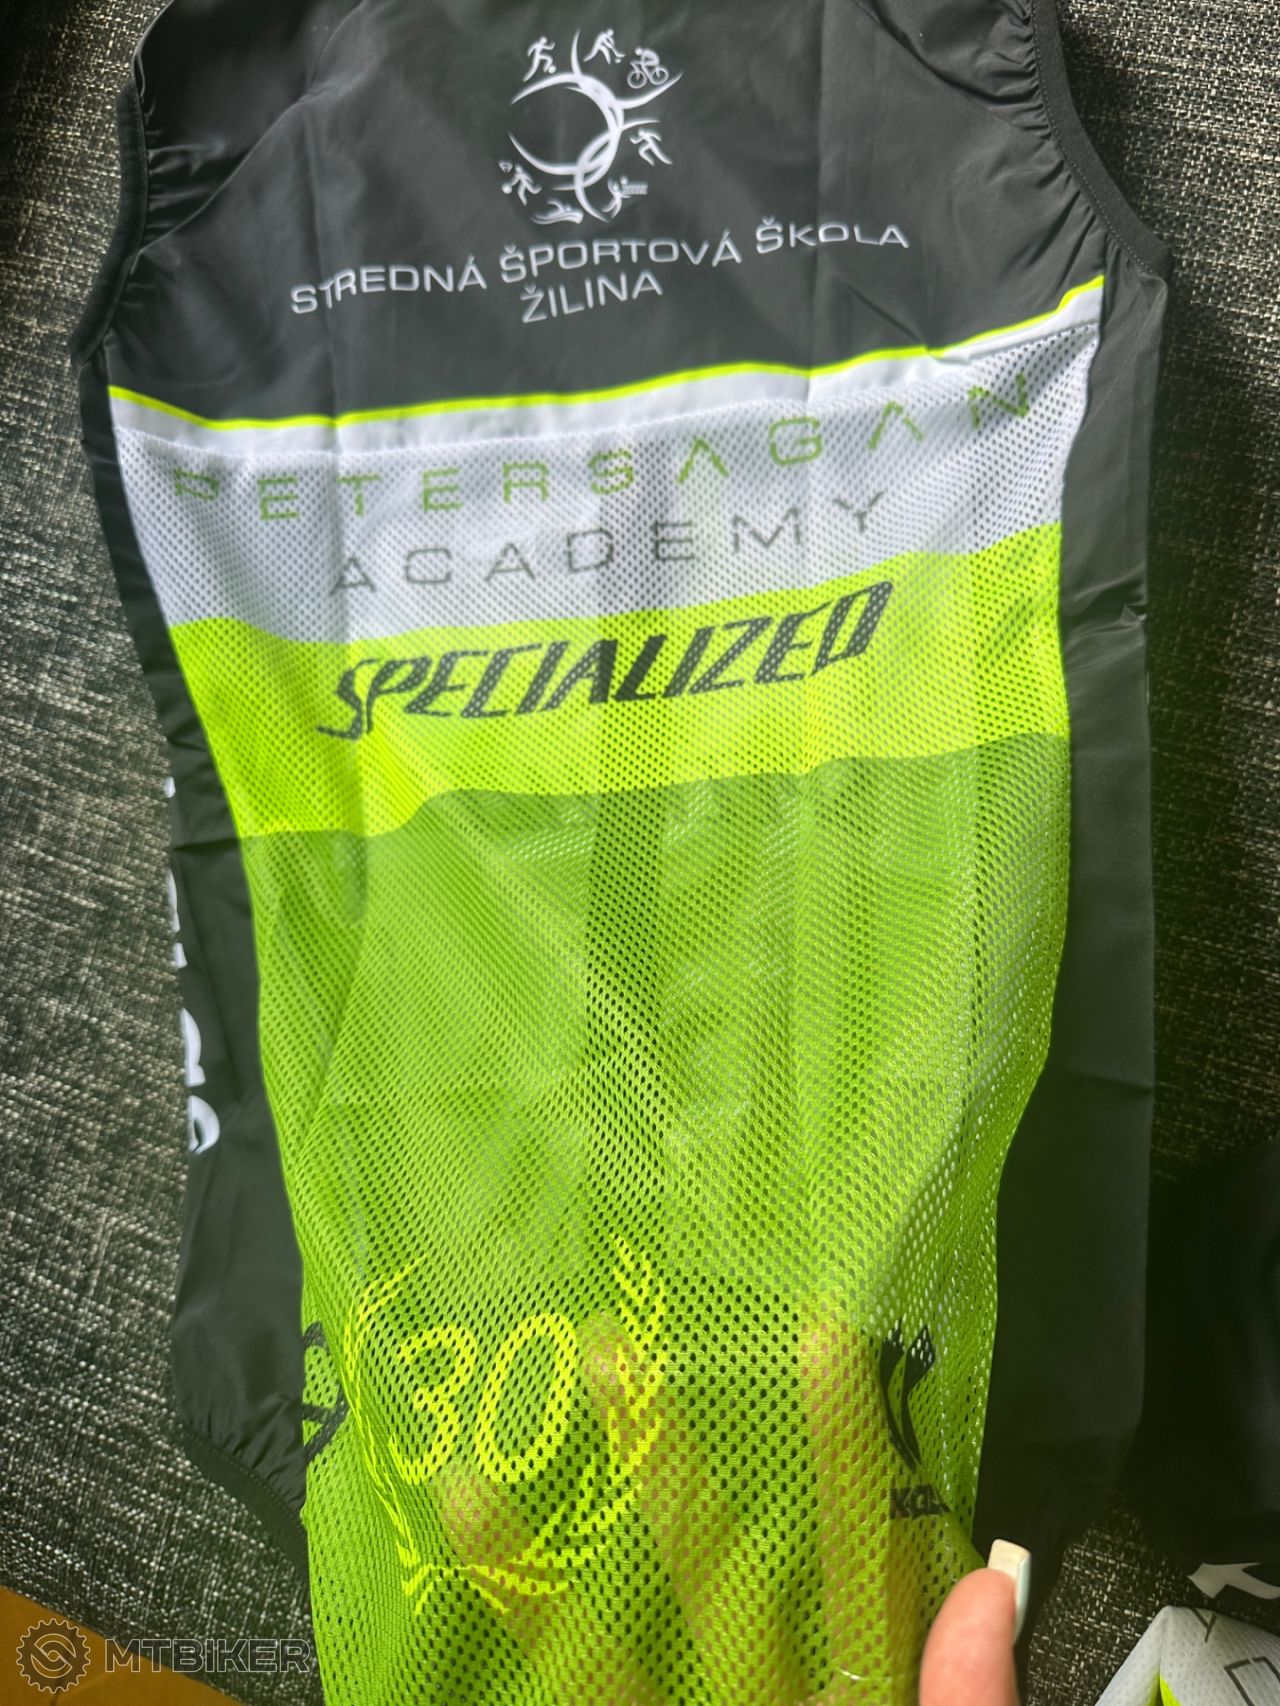 STREDNÁ ŠPORTOVÁ ŠKOLA
ŽILINA
PETERSAGAN
ACADEMY
SPECIALIZED
30
MTBIKER